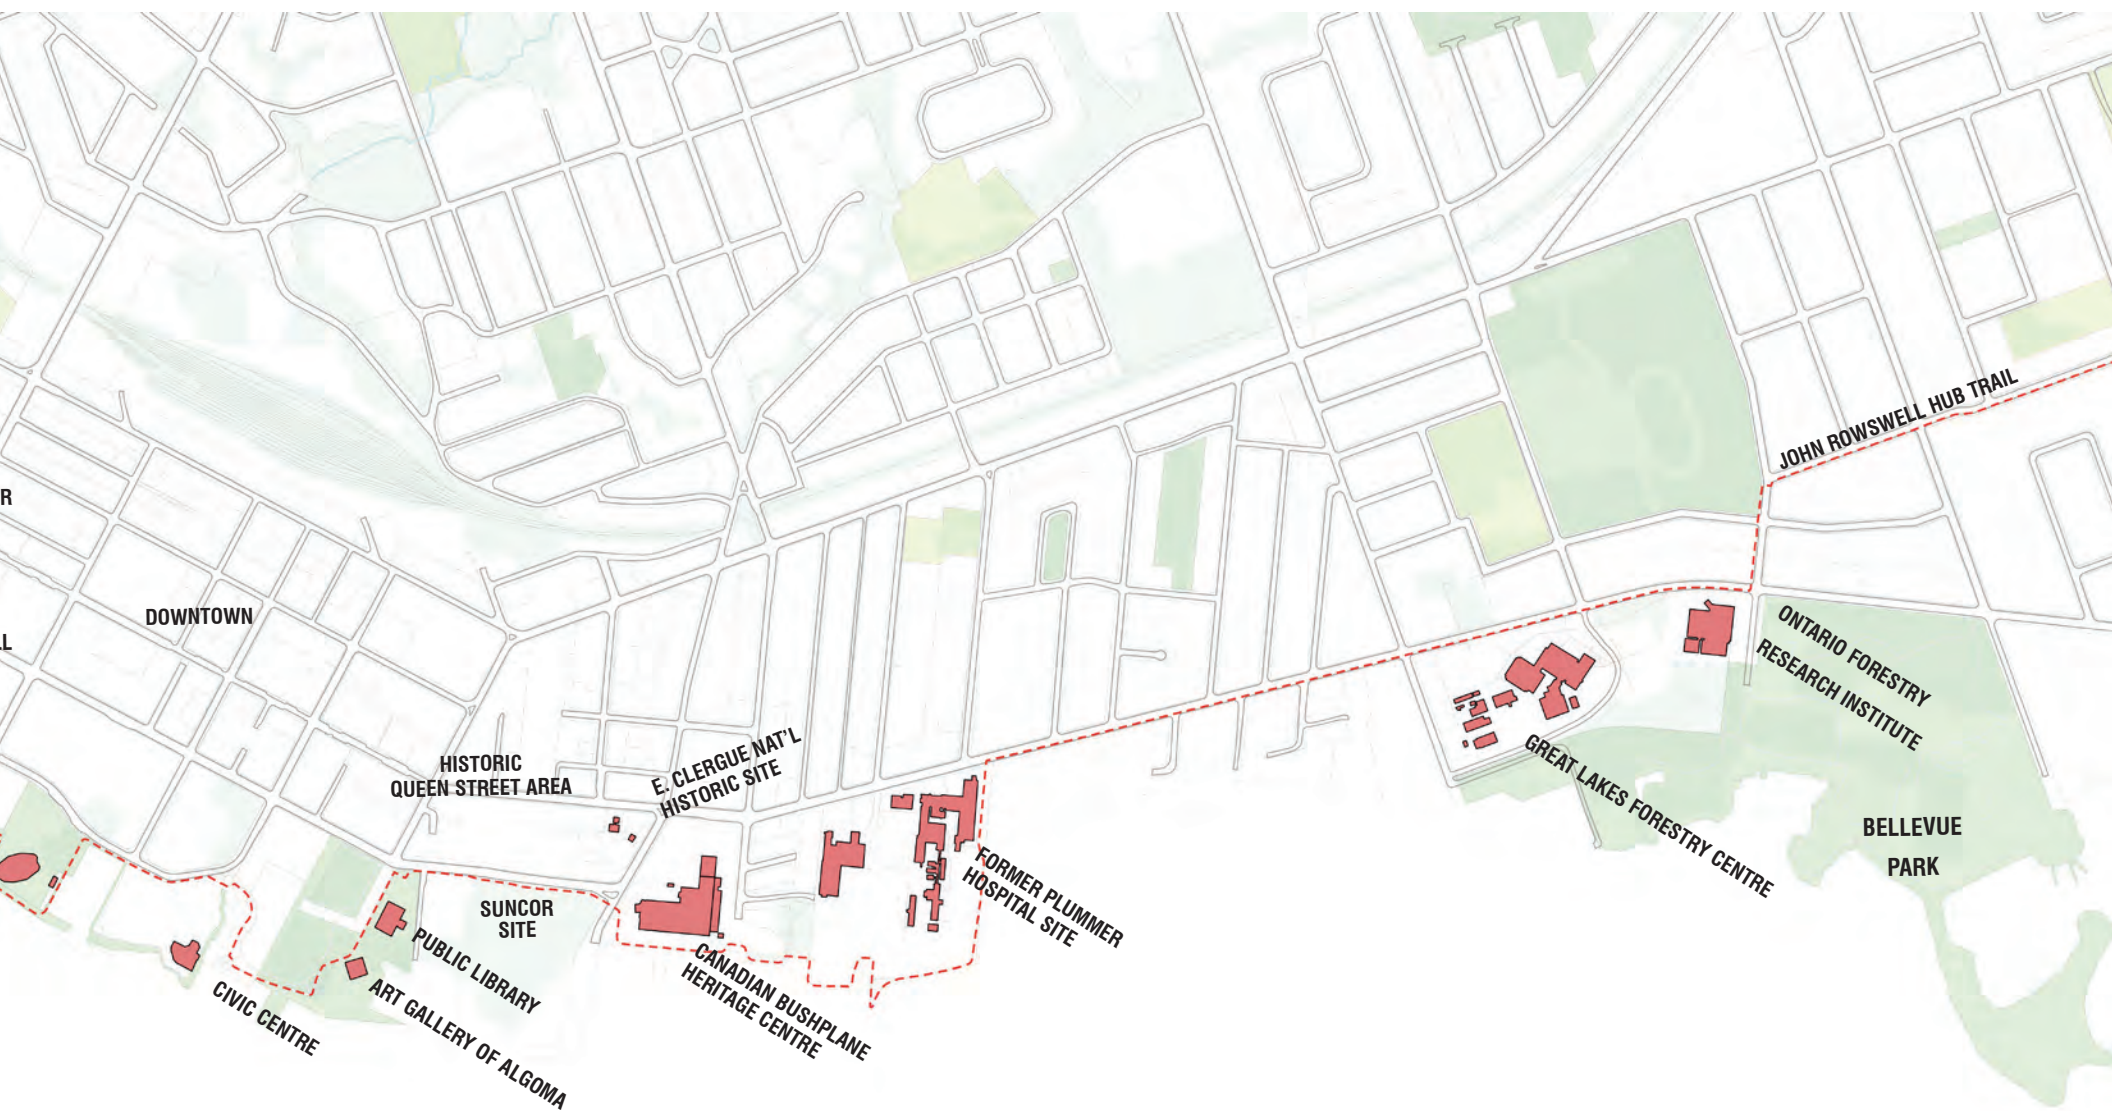 JOHN ROWSWELL HUB TRAIL
R
DOWNTOWN
LL
ONTARIO FORESTRY
RESEARCH INSTITUTE
HISTORIC
QUEEN STREET AREA
E. CLERGUE NAT'L
HISTORIC SITE
GREAT LAKES FORESTRY CENTRE
BELLEVUE
PARK
FORMER PLUMMER
HOSPITAL SITE
SUNCOR
SITE
PUBLIC LIBRARY
CANADIAN BUSHPLANE
HERITAGE CENTRE
CIVIC CENTRE
ART GALLERY OF ALGOMA